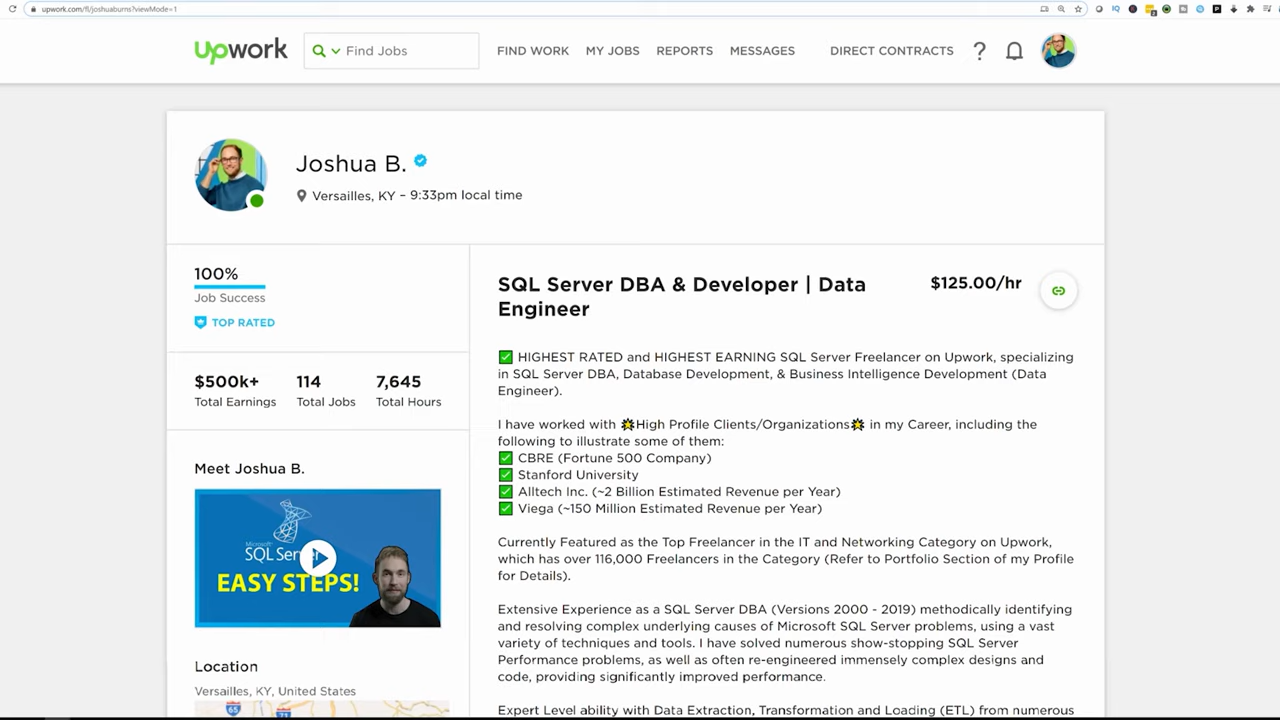 upwork.com/fl/joshuaburns?viewMode=1
upwork
Find Jobs
FIND WORK
MY JOBS
REPORTS
MESSAGES
DIRECT CONTRACTS
?
Joshua B.
Versailles, KY – 9:33pm local time
100%
Job Success
TOP RATED
$500k+
Total Earnings
114
Total Jobs
7,645
Total Hours
Meet Joshua B.
Microsoft
SQL Server
EASY STEPS!
Location
Versailles, KY, United States
65
71
SQL Server DBA & Developer | Data
Engineer
$125.00/hr
✅ HIGHEST RATED and HIGHEST EARNING SQL Server Freelancer on Upwork, specializing
in SQL Server DBA, Database Development, & Business Intelligence Development (Data
Engineer).
I have worked with 💥High Profile Clients/Organizations💥 in my Career, including the
following to illustrate some of them:
✅ CBRE (Fortune 500 Company)
✅ Stanford University
✅ Alltech Inc. (~2 Billion Estimated Revenue per Year)
✅ Viega (~150 Million Estimated Revenue per Year)
Currently Featured as the Top Freelancer in the IT and Networking Category on Upwork,
which has over 116,000 Freelancers in the Category (Refer to Portfolio Section of my Profile
for Details).
Extensive Experience as a SQL Server DBA (Versions 2000 - 2019) methodically identifying
and resolving complex underlying causes of Microsoft SQL Server problems, using a vast
variety of techniques and tools. I have solved numerous show-stopping SQL Server
Performance problems, as well as often re-engineered immensely complex designs and
code, providing significantly improved performance.
Expert Level ability with Data Extraction, Transformation and Loading (ETL) from numerous